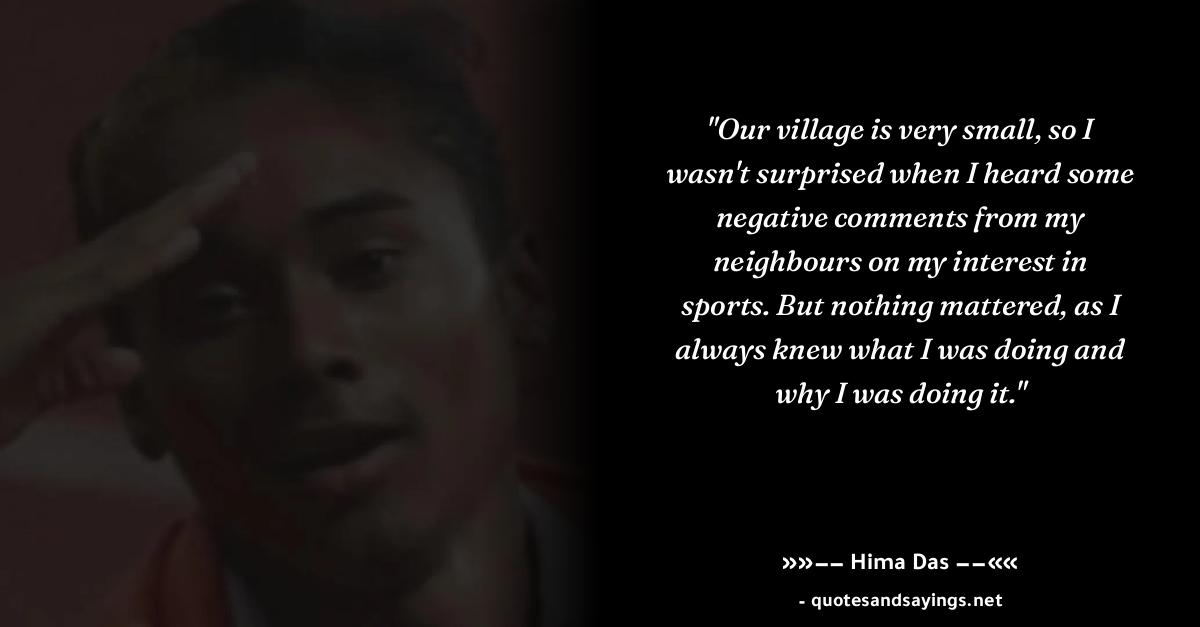 "Our village is very small, so I
wasn't surprised when I heard some
negative comments from my
neighbours on my interest in
sports. But nothing mattered, as I
always knew what I was doing and
why I was doing it."
»»–– Hima Das ––««
- quotesandsayings.net